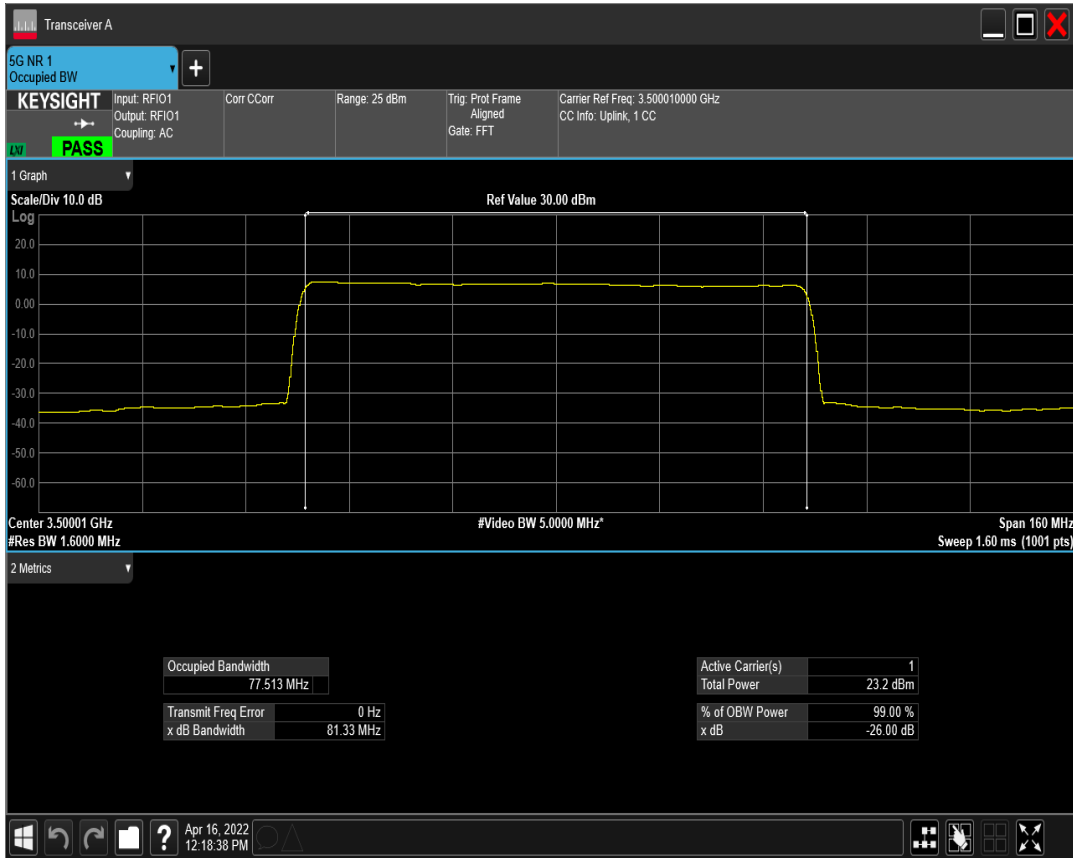 Transceiver A
5G NR 1
Occupied BW
+
KEYSIGHT
LXI
PASS
Input: RFIO1
Output: RFIO1
Coupling: AC
Corr CCorr
Range: 25 dBm
Trig: Prot Frame
Aligned
Gate: FFT
Carrier Ref Freq: 3.500010000 GHz
CC Info: Uplink, 1 CC
1 Graph
Scale/Div 10.0 dB
Ref Value 30.00 dBm
Log
20.0
10.0
0.00
-10.0
-20.0
-30.0
-40.0
-50.0
-60.0
Center 3.50001 GHz
#Video BW 5.0000 MHz*
Span 160 MHz
#Res BW 1.6000 MHz
Sweep 1.60 ms (1001 pts)
2 Metrics
Occupied Bandwidth
77.513 MHz
Transmit Freq Error 0 Hz
x dB Bandwidth 81.33 MHz
Active Carrier(s) 1
Total Power 23.2 dBm
% of OBW Power 99.00 %
x dB -26.00 dB
?
Apr 16, 2022
12:18:38 PM